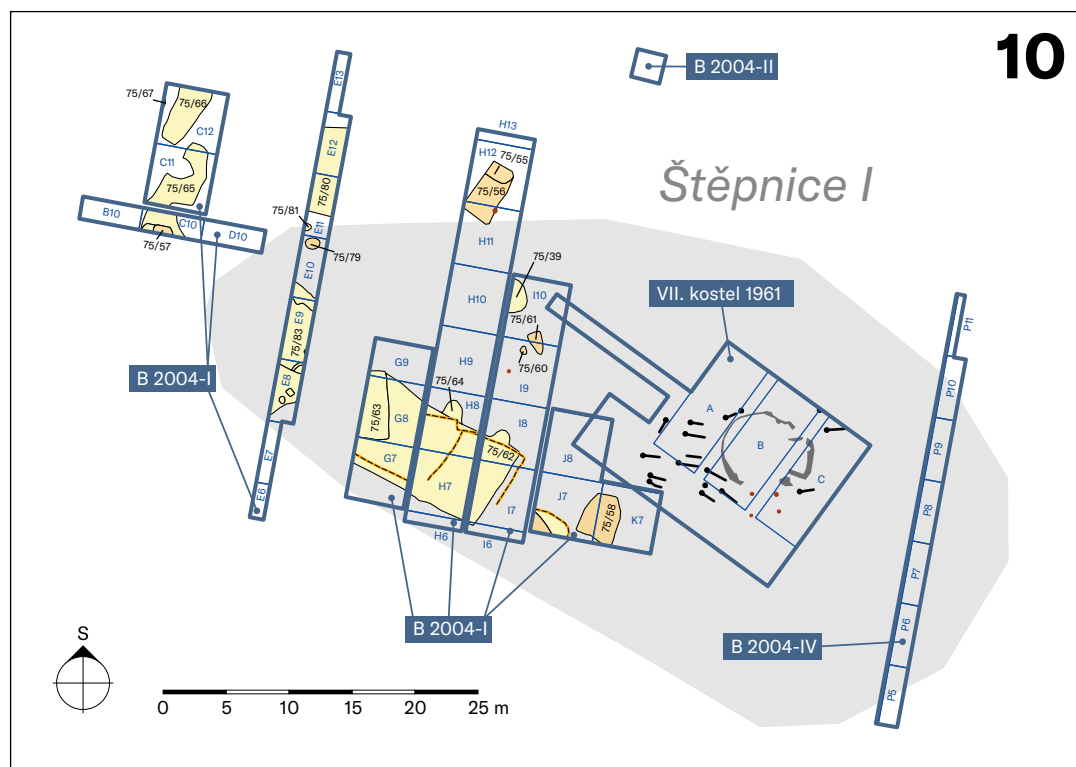 10
B 2004-II
Štěpnice I
E13
75/67
75/66
C12
C11
75/65
E12
75/80
75/81
E11
75/79
B10
C10
D10
75/57
E10
E9
75/83
E8
E7
E6
B 2004-I
H13
H12
75/55
75/56
H11
H10
75/39
I10
75/61
75/60
I9
H9
G9
75/64
H8
75/63
G8
I8
75/62
G7
H7
I7
H6
I6
J8
J7
75/58
K7
B 2004-I
VII. kostel 1961
A
B
C
P11
P10
P9
P8
P7
P6
P5
B 2004-IV
S
0 5 10 15 20 25 m